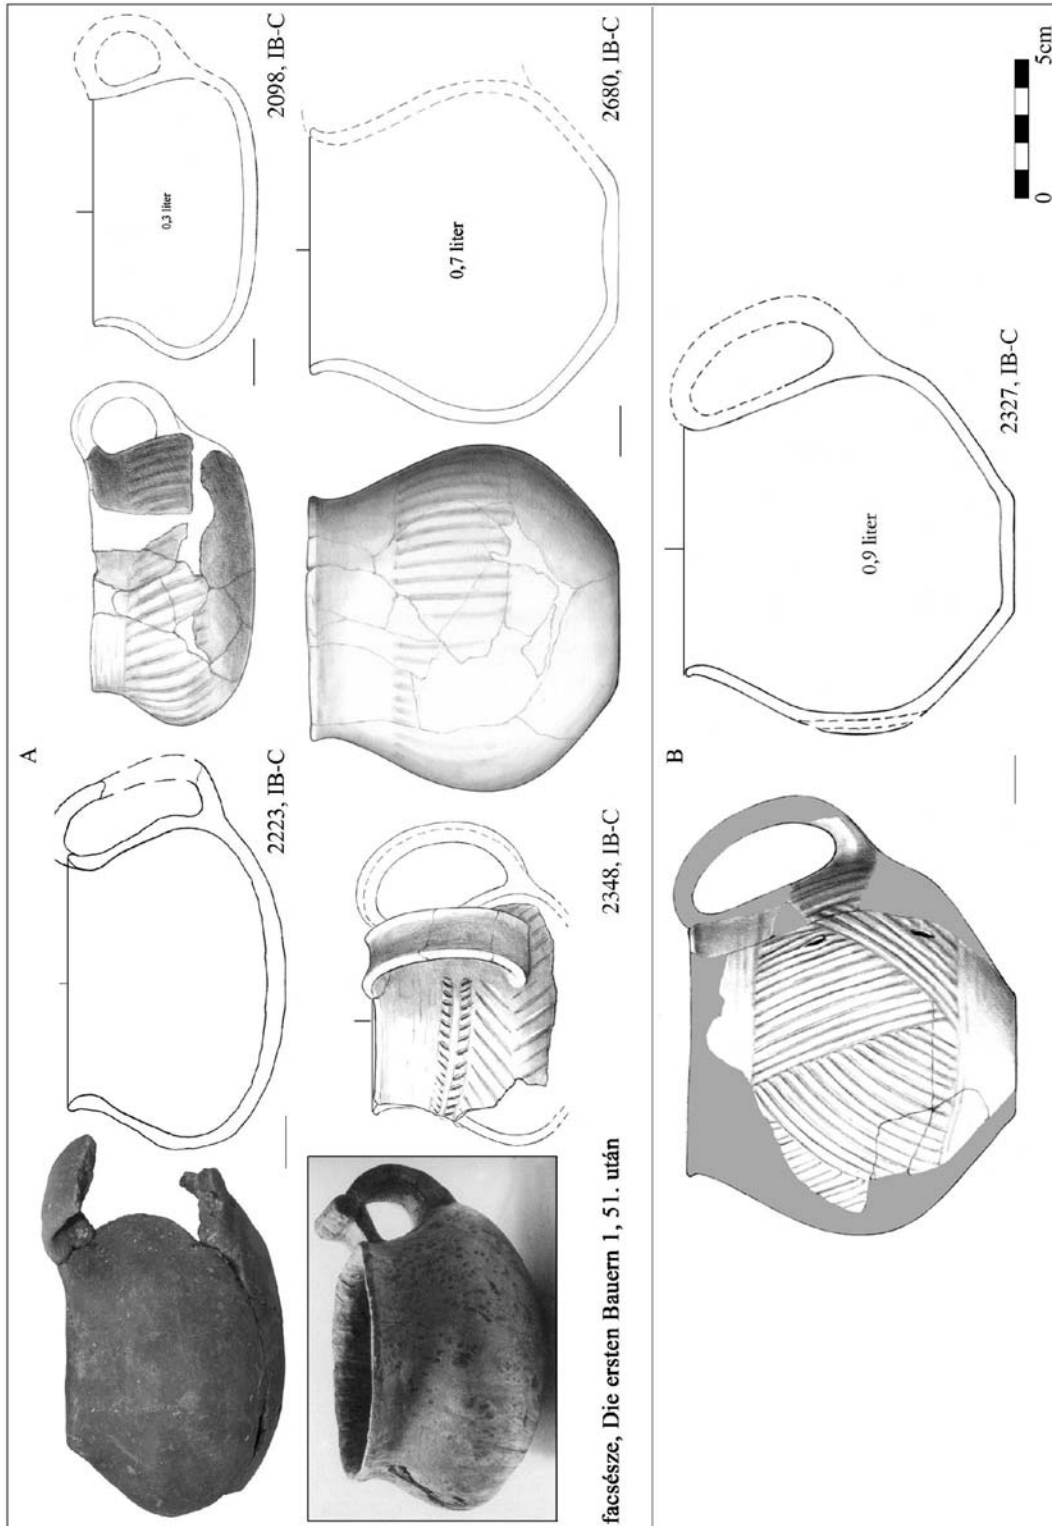 A
2223, IB-C
0,3 liter
2098, IB-C
facsésze, Die ersten Bauern 1, 51. után
2348, IB-C
0,7 liter
2680, IB-C
B
0,9 liter
2327, IB-C
0
5cm